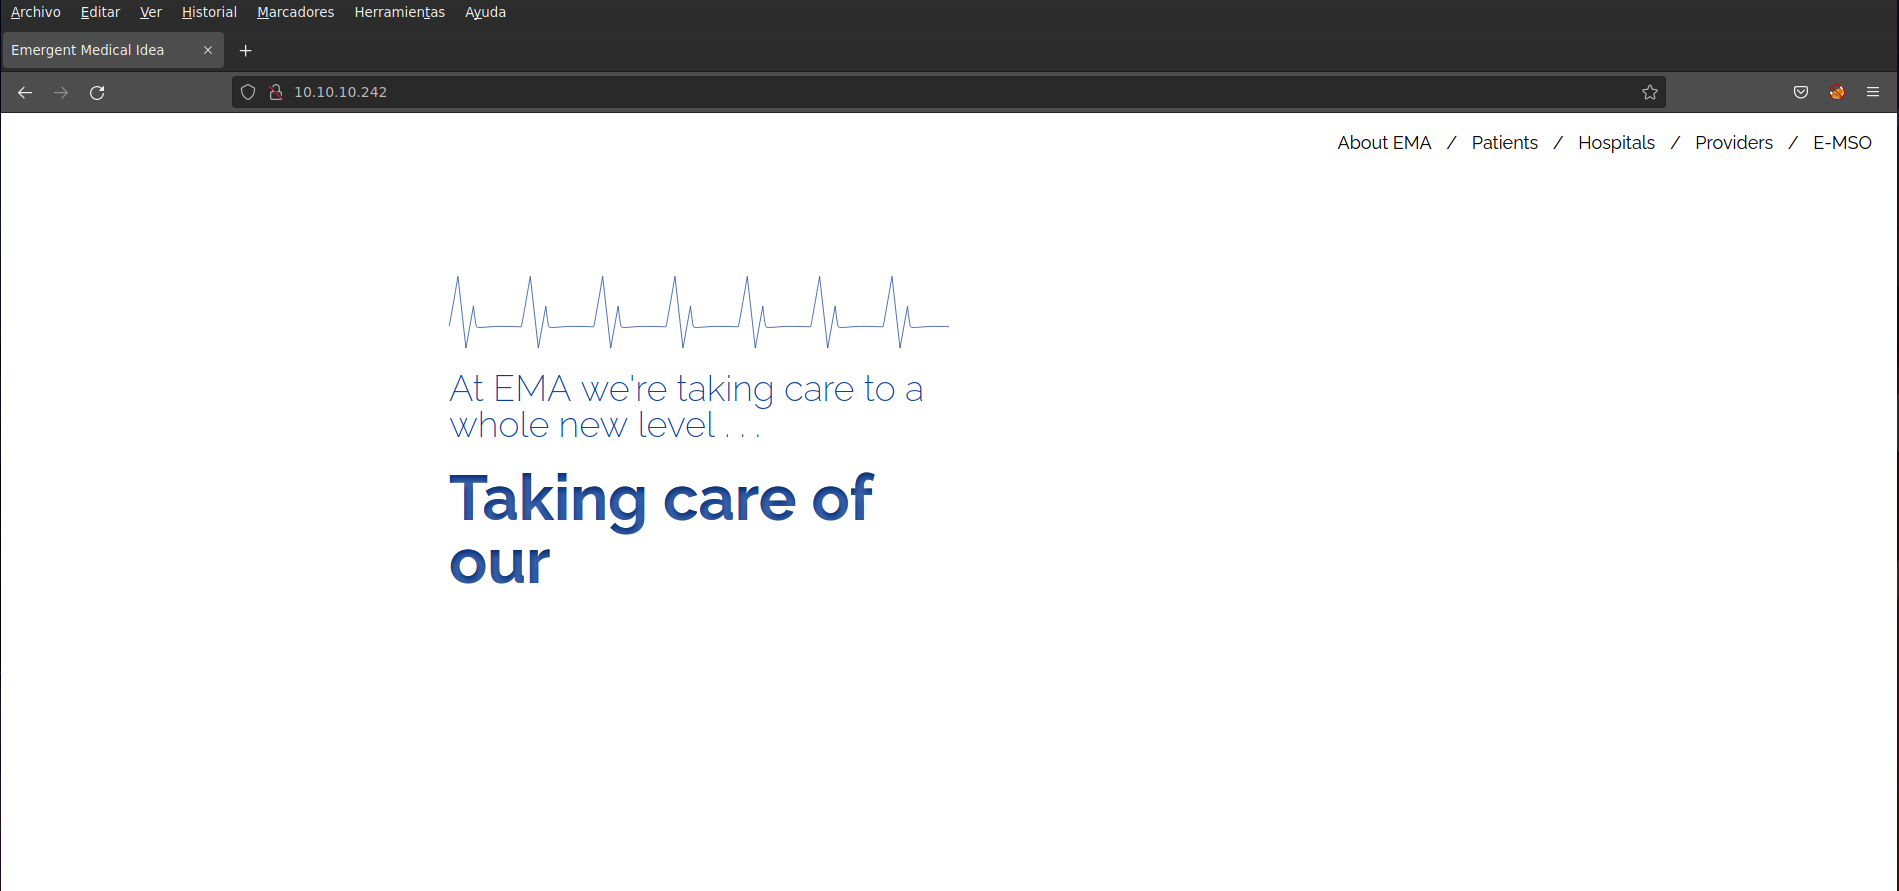 Archivo Editar Ver Historial Marcadores Herramientas Ayuda
Emergent Medical Idea
10.10.10.242
About EMA / Patients / Hospitals / Providers / E-MSO
At EMA we're taking care to a
whole new level . . .
Taking care of
our